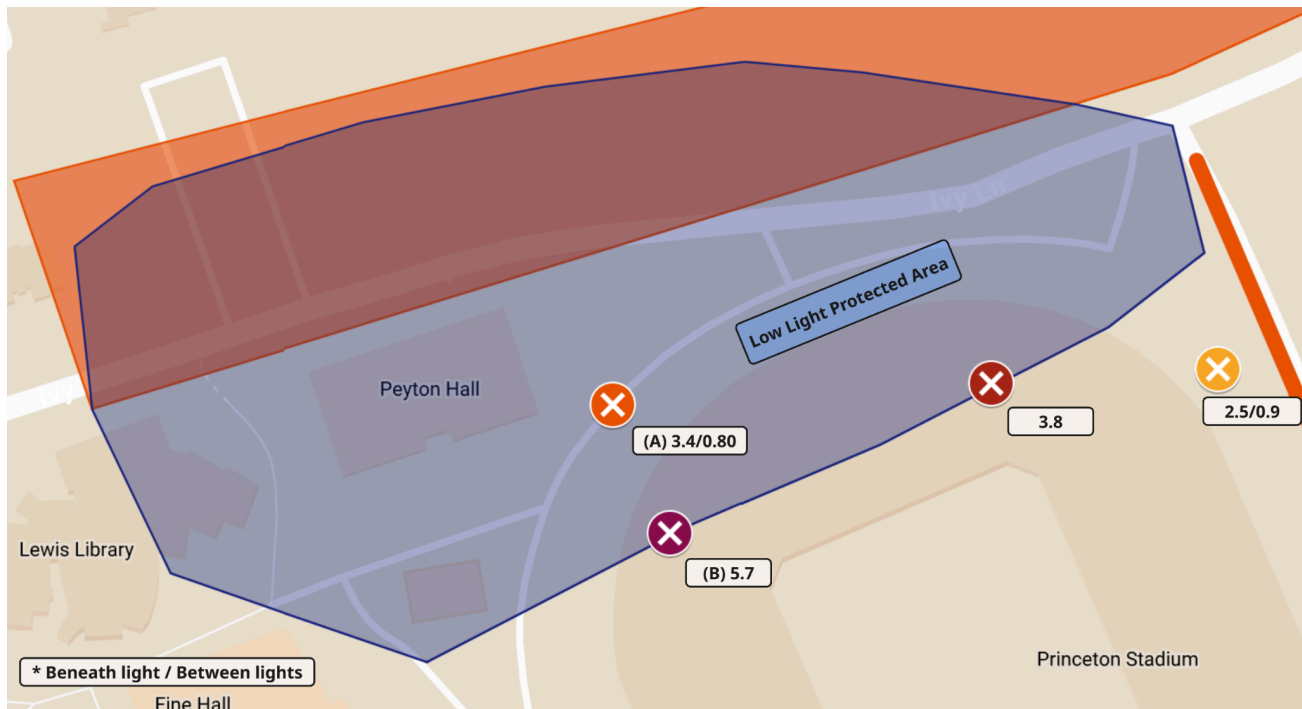 Ivy Ln
Low Light Protected Area
Peyton Hall
Ivy
(A) 3.4/0.80
3.8
2.5/0.9
Lewis Library
(B) 5.7
* Beneath light / Between lights
Princeton Stadium
Fine Hall